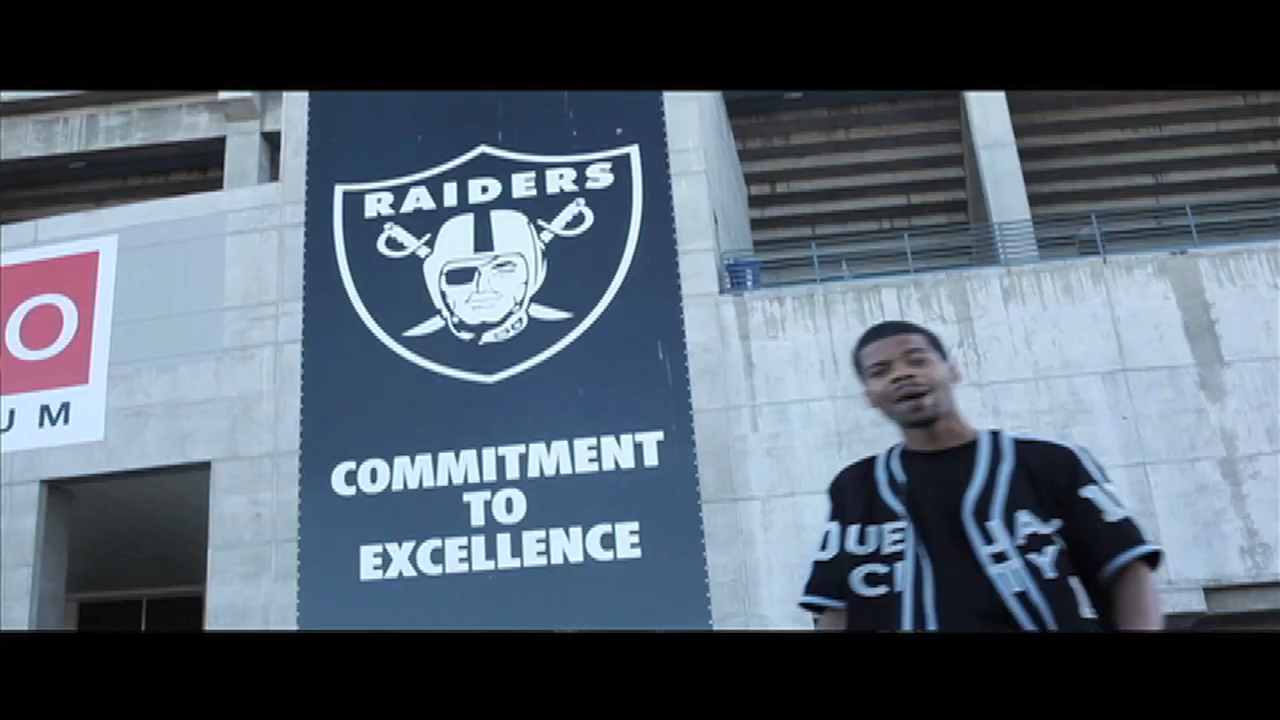 RAIDERS
COMMITMENT
TO
EXCELLENCE
O
UM